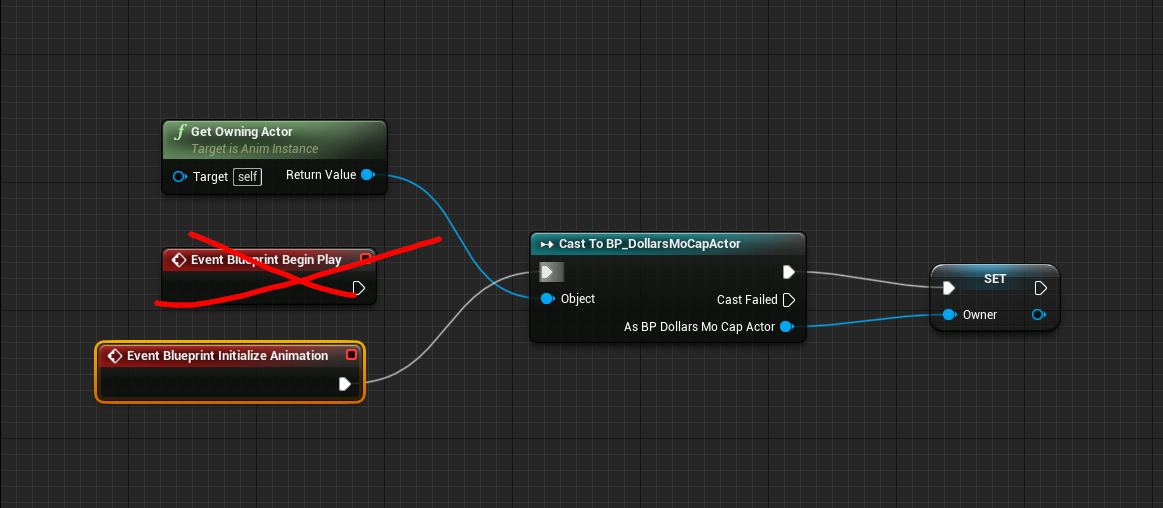 f Get Owning Actor
Target is Anim Instance
Target self Return Value
Event Blueprint Begin Play
Event Blueprint Initialize Animation
Cast To BP_DollarsMoCapActor
Object
Cast Failed
As BP Dollars Mo Cap Actor
SET
Owner